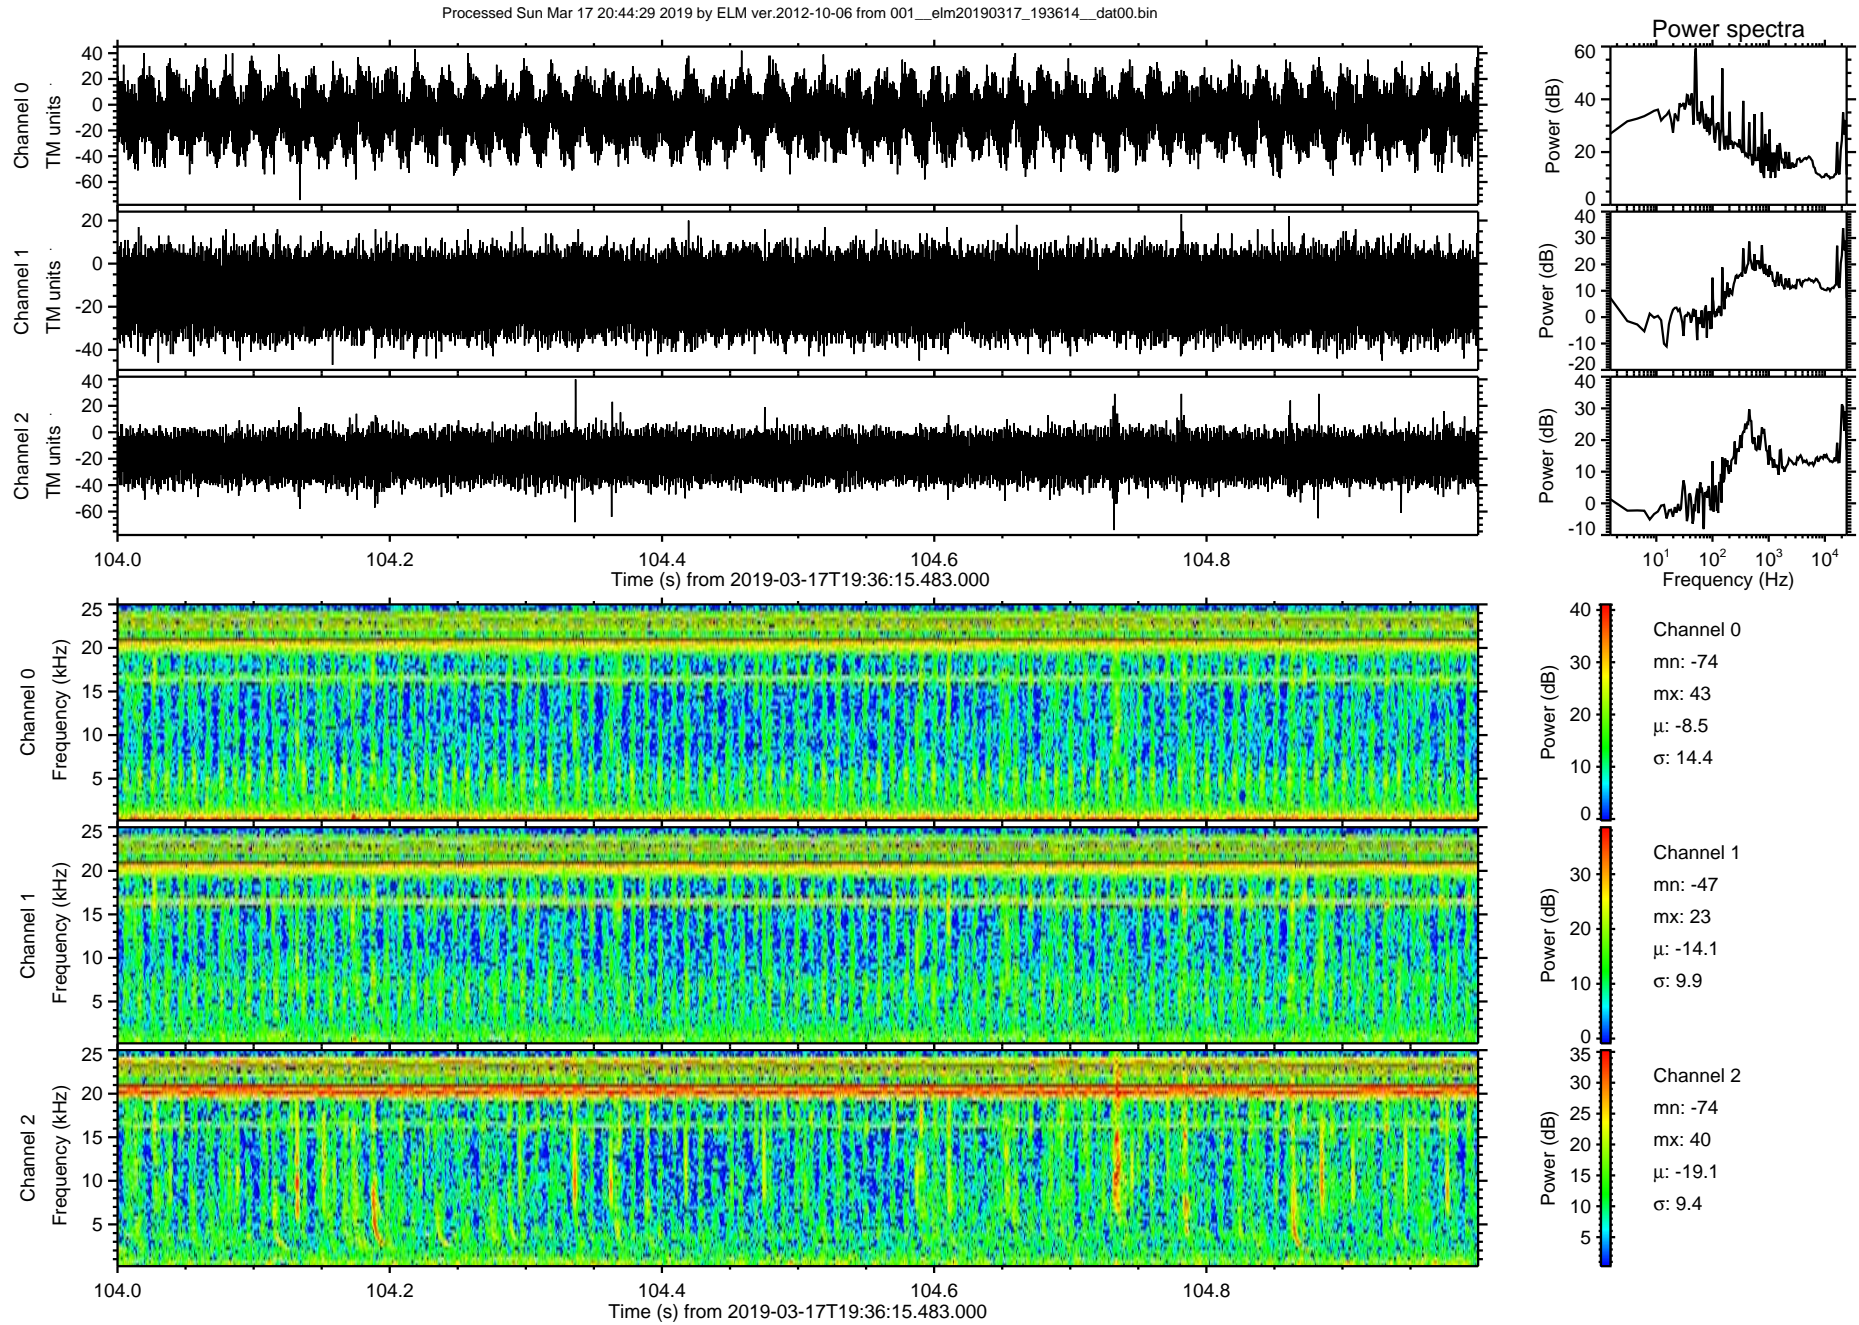 Processed Sun Mar 17 20:44:29 2019 by ELM ver.2012-10-06 from 001__elm20190317_193614__dat00.bin
Power spectra
Channel 0
TM units
40
20
0
-20
-40
-60
Power (dB)
60
40
20
0
Channel 1
TM units
20
0
-20
-40
Power (dB)
40
30
20
10
0
-10
-20
Channel 2
TM units
40
20
0
-20
-40
-60
Power (dB)
40
30
20
10
0
-10
104.0 104.2 104.4 104.6 104.8
Time (s) from 2019-03-17T19:36:15.483.000
10¹ 10² 10³ 10⁴
Frequency (Hz)
Channel 0
Frequency (kHz)
25
20
15
10
5
Power (dB)
40
30
20
10
0
Channel 0
mn: -74
mx: 43
μ: -8.5
σ: 14.4
Channel 1
Frequency (kHz)
25
20
15
10
5
Power (dB)
30
20
10
0
Channel 1
mn: -47
mx: 23
μ: -14.1
σ: 9.9
Channel 2
Frequency (kHz)
25
20
15
10
5
Power (dB)
35
30
25
20
15
10
5
Channel 2
mn: -74
mx: 40
μ: -19.1
σ: 9.4
104.0 104.2 104.4 104.6 104.8
Time (s) from 2019-03-17T19:36:15.483.000